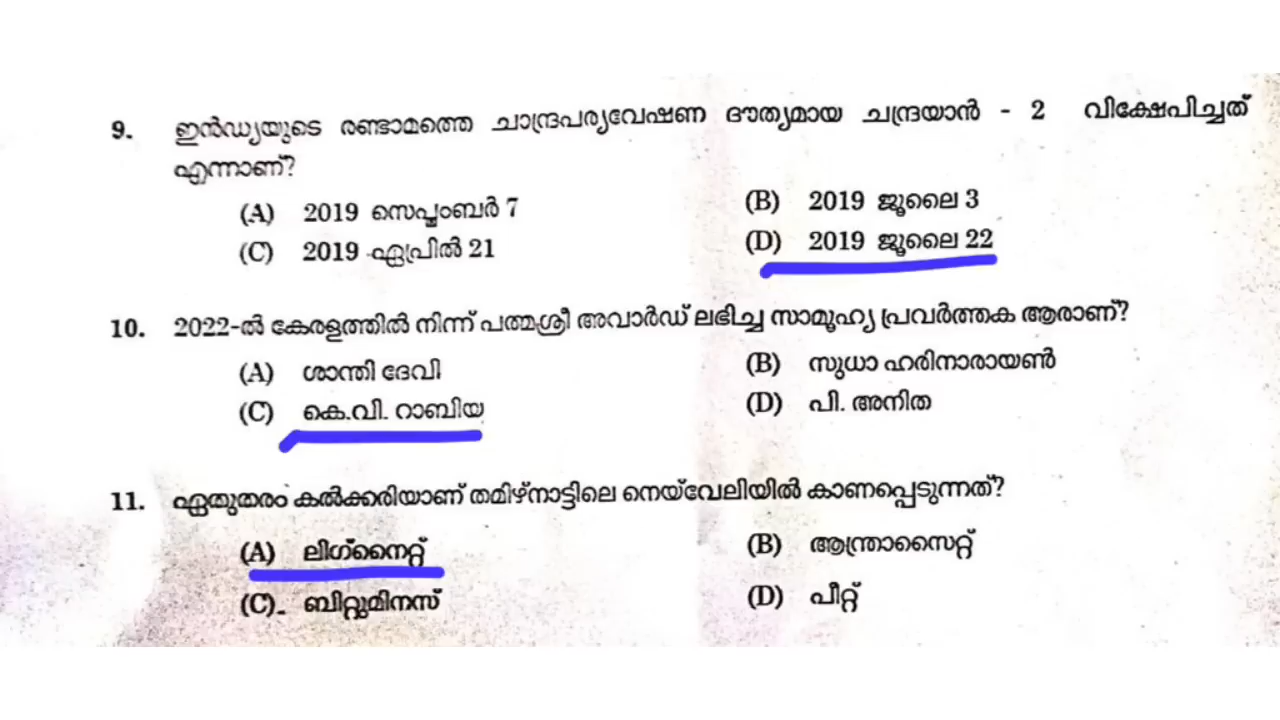 9. ഇൻഡ്യയുടെ രണ്ടാമത്തെ ചാന്ദ്രപര്യവേഷണ ദൗത്യമായ ചന്ദ്രയാൻ - 2 വിക്ഷേപിച്ചത്
എന്നാണ്?
(A) 2019 സെപ്റ്റംബർ 7 (B) 2019 ജൂലൈ 3
(C) 2019 ഏപ്രിൽ 21 (D) 2019 ജൂലൈ 22
10. 2022-ൽ കേരളത്തിൽ നിന്ന് പത്മശ്രീ അവാർഡ് ലഭിച്ച സാമൂഹ്യ പ്രവർത്തക ആരാണ്?
(A) ശാന്തി ദേവി (B) സുധാ ഹരിനാരായൺ
(C) കെ.വി. റാബിയ (D) പി. അനിത
11. ഏതുതരം കൽക്കരിയാണ് തമിഴ്നാട്ടിലെ നെയ്‌വേലിയിൽ കാണപ്പെടുന്നത്?
(A) ലിഗ്നൈറ്റ് (B) ആന്ത്രാസൈറ്റ്
(C) ബിറ്റുമിനസ് (D) പീറ്റ്